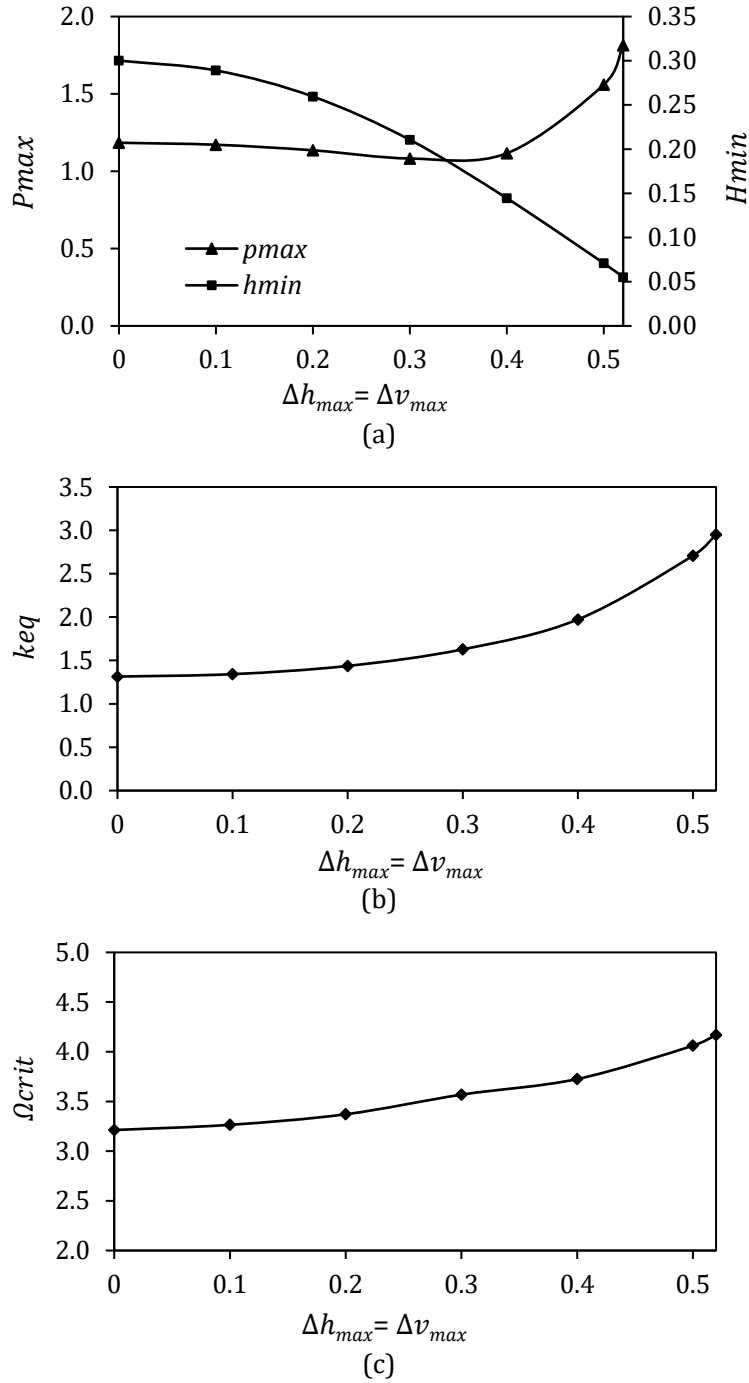 2.0 0.35
0.30
1.5 0.25
0.20
1.0
0.15
0.5 0.10
0.05
0.0 0.00
Pmax
Hmin
pmax
hmin
0 0.1 0.2 0.3 0.4 0.5
Δhmax= Δvmax
(a)
3.5
3.0
2.5
2.0
1.5
1.0
0.5
0.0
keq
0 0.1 0.2 0.3 0.4 0.5
Δhmax= Δvmax
(b)
5.0
4.5
4.0
3.5
3.0
2.5
2.0
Ωcrit
0 0.1 0.2 0.3 0.4 0.5
Δhmax= Δvmax
(c)